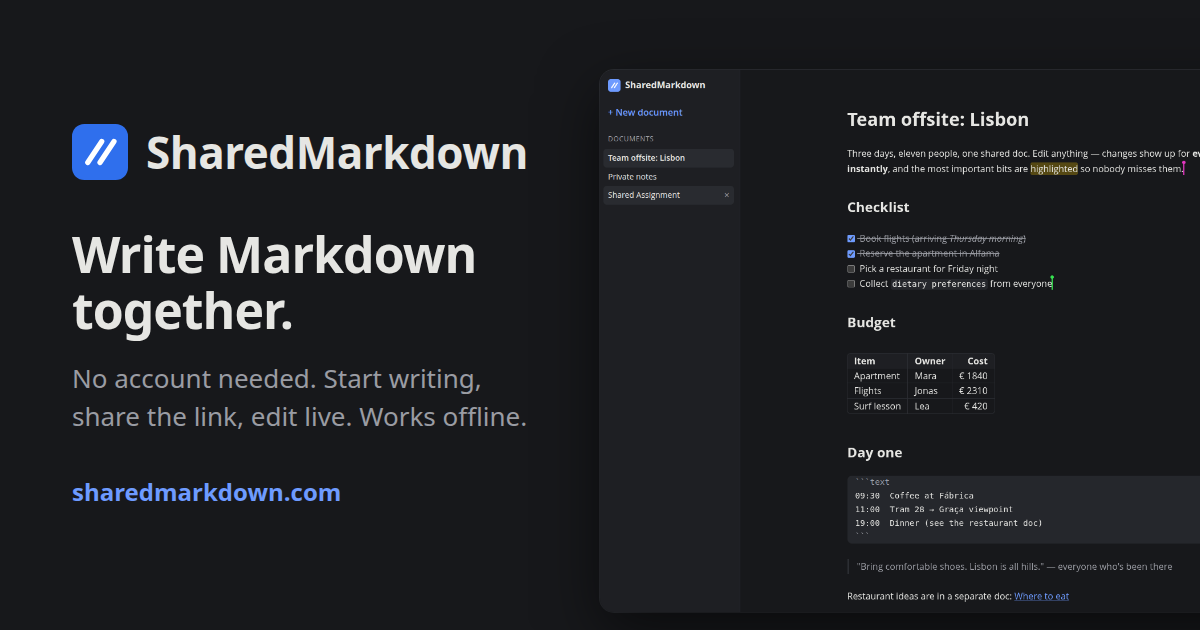 SharedMarkdown
Write Markdown
together.
No account needed. Start writing,
share the link, edit live. Works offline.
sharedmarkdown.com
SharedMarkdown
+ New document
DOCUMENTS
Team offsite: Lisbon
Private notes
Shared Assignment ×
Team offsite: Lisbon
Three days, eleven people, one shared doc. Edit anything — changes show up for ev
instantly, and the most important bits are highlighted so nobody misses them.
Checklist
Book flights (arriving Thursday morning)
Reserve the apartment in Alfama
Pick a restaurant for Friday night
Collect dietary preferences from everyone
Budget
Item Owner Cost
Apartment Mara € 1840
Flights Jonas € 2310
Surf lesson Lea € 420
Day one
```text
09:30 Coffee at Fábrica
11:00 Tram 28 → Graça viewpoint
19:00 Dinner (see the restaurant doc)
```
"Bring comfortable shoes. Lisbon is all hills." — everyone who's been there
Restaurant ideas are in a separate doc: Where to eat